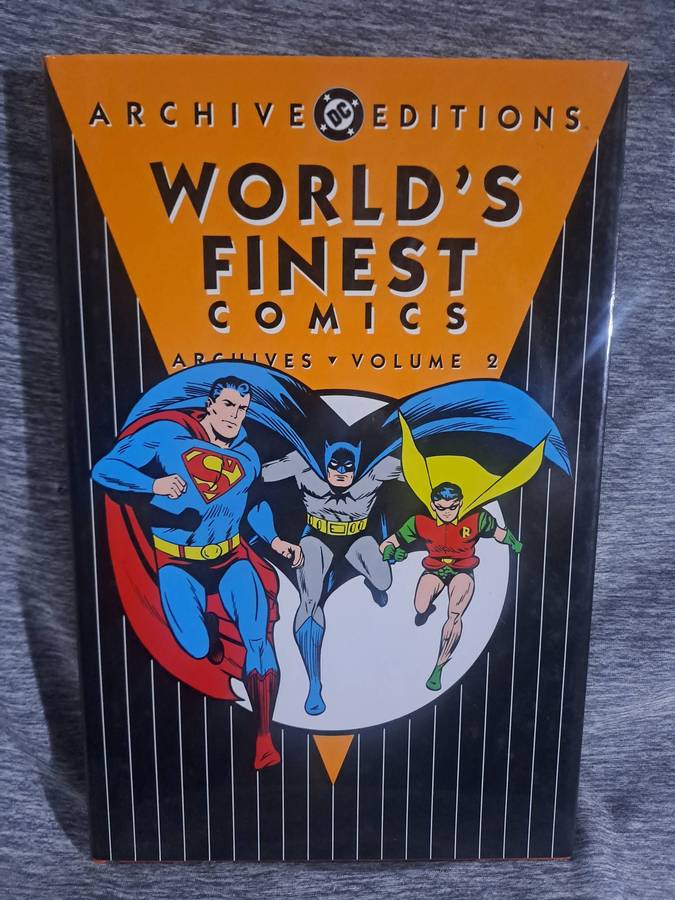 ARCHIVE DC EDITIONS
WORLD'S
FINEST
COMICS
ARCHIVES ▾ VOLUME 2
S
R